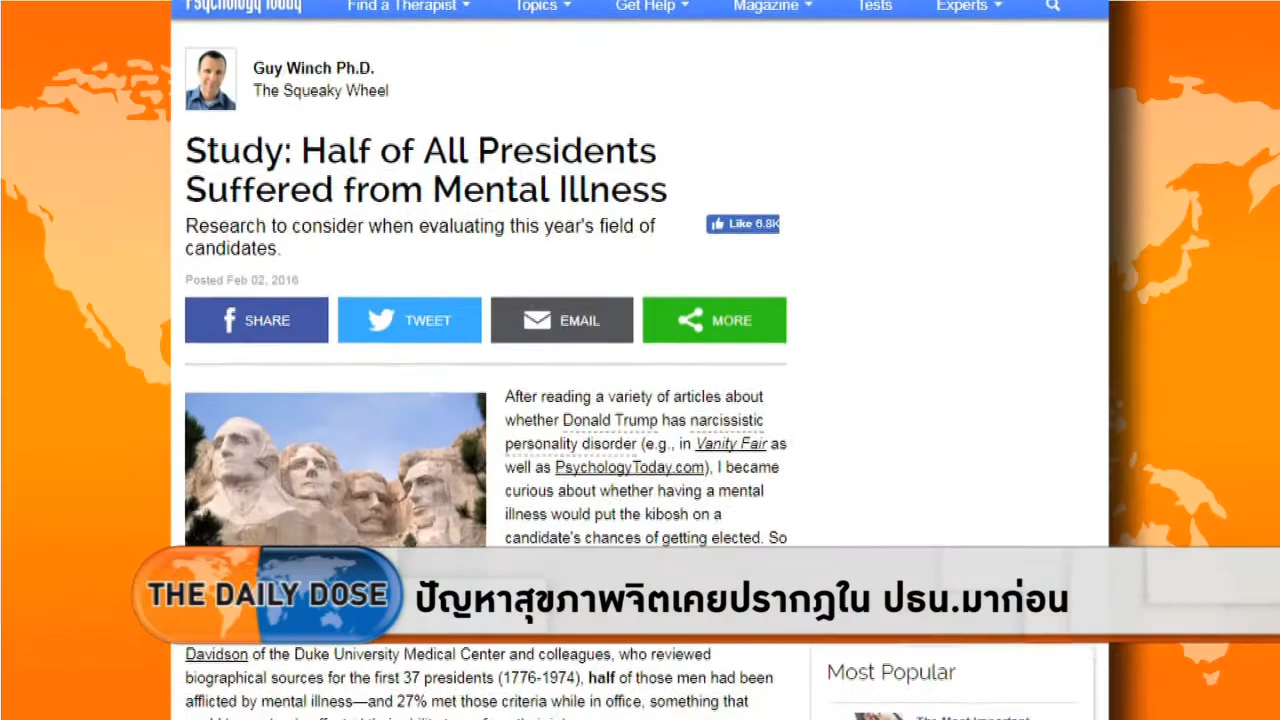 Psychology Today
Find a Therapist
Topics
Get Help
Magazine
Tests
Experts
Guy Winch Ph.D.
The Squeaky Wheel
Study: Half of All Presidents
Suffered from Mental Illness
Research to consider when evaluating this year's field of
candidates.
Like 6.8K
Posted Feb 02, 2016
SHARE
TWEET
EMAIL
MORE
After reading a variety of articles about
whether Donald Trump has narcissistic
personality disorder (e.g., in Vanity Fair as
well as PsychologyToday.com), I became
curious about whether having a mental
illness would put the kibosh on a
candidate's chances of getting elected. So
THE DAILY DOSE
ปัญหาสุขภาพจิตเคยปรากฏใน ปธน.มาก่อน
Davidson of the Duke University Medical Center and colleagues, who reviewed
biographical sources for the first 37 presidents (1776-1974), half of those men had been
afflicted by mental illness—and 27% met those criteria while in office, something that
Most Popular
The Most Important